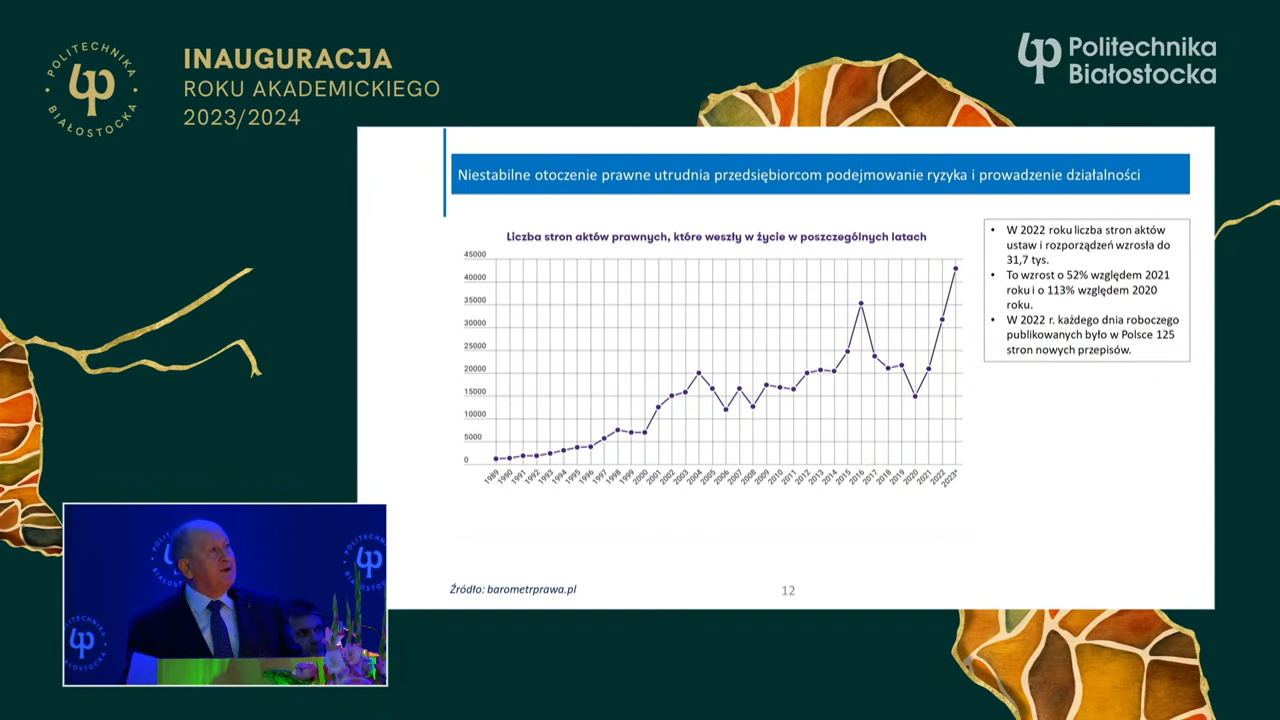 POLITECHNIKA
BIAŁOSTOCKA
INAUGURACJA
ROKU AKADEMICKIEGO
2023/2024
Politechnika
Białostocka
Niestabilne otoczenie prawne utrudnia przedsiębiorcom podejmowanie ryzyka i prowadzenie działalności
Liczba stron aktów prawnych, które weszły w życie w poszczególnych latach
45000
40000
35000
30000
25000
20000
15000
10000
5000
0
1989 1990 1991 1992 1993 1994 1995 1996 1997 1998 1999 2000 2001 2002 2003 2004 2005 2006 2007 2008 2009 2010 2011 2012 2013 2014 2015 2016 2017 2018 2019 2020 2021 2022 2023*
• W 2022 roku liczba stron aktów
ustaw i rozporządzeń wzrosła do
31,7 tys.
• To wzrost o 52% względem 2021
roku i o 113% względem 2020
roku.
• W 2022 r. każdego dnia roboczego
publikowanych było w Polsce 125
stron nowych przepisów.
Źródło: barometrprawa.pl
12
POLITECHNIKA
BIAŁOSTOCKA